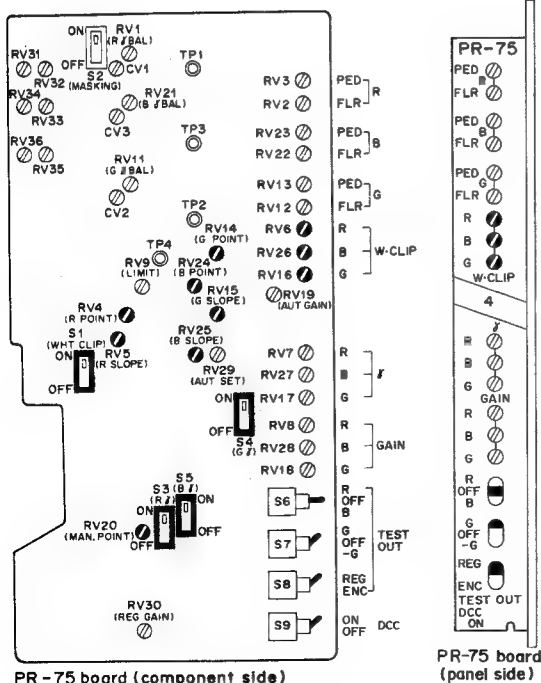 ON
RV1
(R γ BAL)
RV31
RV32
OFF
S2
(MASKING)
CV1
TP1
RV34
RV33
RV21
(B γ BAL)
CV3
RV36
RV35
TP3
RV11
(G γ BAL)
CV2
TP2
RV14
(G POINT)
TP4
RV9
(LIMIT)
RV24
(B POINT)
RV15
(G SLOPE)
RV4
(R POINT)
S1
(WHT CLIP)
ON
OFF
RV5
(R SLOPE)
RV25
(B SLOPE)
RV29
(AUT SET)
RV3 PED
RV2 FLR
R
RV23 PED
RV22 FLR
B
RV13 PED
RV12 FLR
G
RV6 R
RV26 B
RV16 G
W·CLIP
RV19
(AUT GAIN)
RV7 R
RV27 B
RV17 G
γ
ON
OFF
S4
(G γ)
RV8 R
RV28 B
RV18 G
GAIN
S5
(B γ)
S3
(R γ)
ON
OFF
ON
OFF
RV20
(MAN. POINT)
S6 R
OFF
B
S7 G
OFF
-G
S8 REG
ENC
TEST
OUT
RV30
(REG GAIN)
S9 ON
OFF DCC
PR-75 board (component side)
PR-75
PED
R
FLR
PED
B
FLR
PED
G
FLR
R
B
G
W·CLIP
4
γ
R
B
G
GAIN
R
B
G
R
OFF
B
G
OFF
-G
REG
ENC
TEST OUT
DCC
ON
PR-75 board
(panel side)